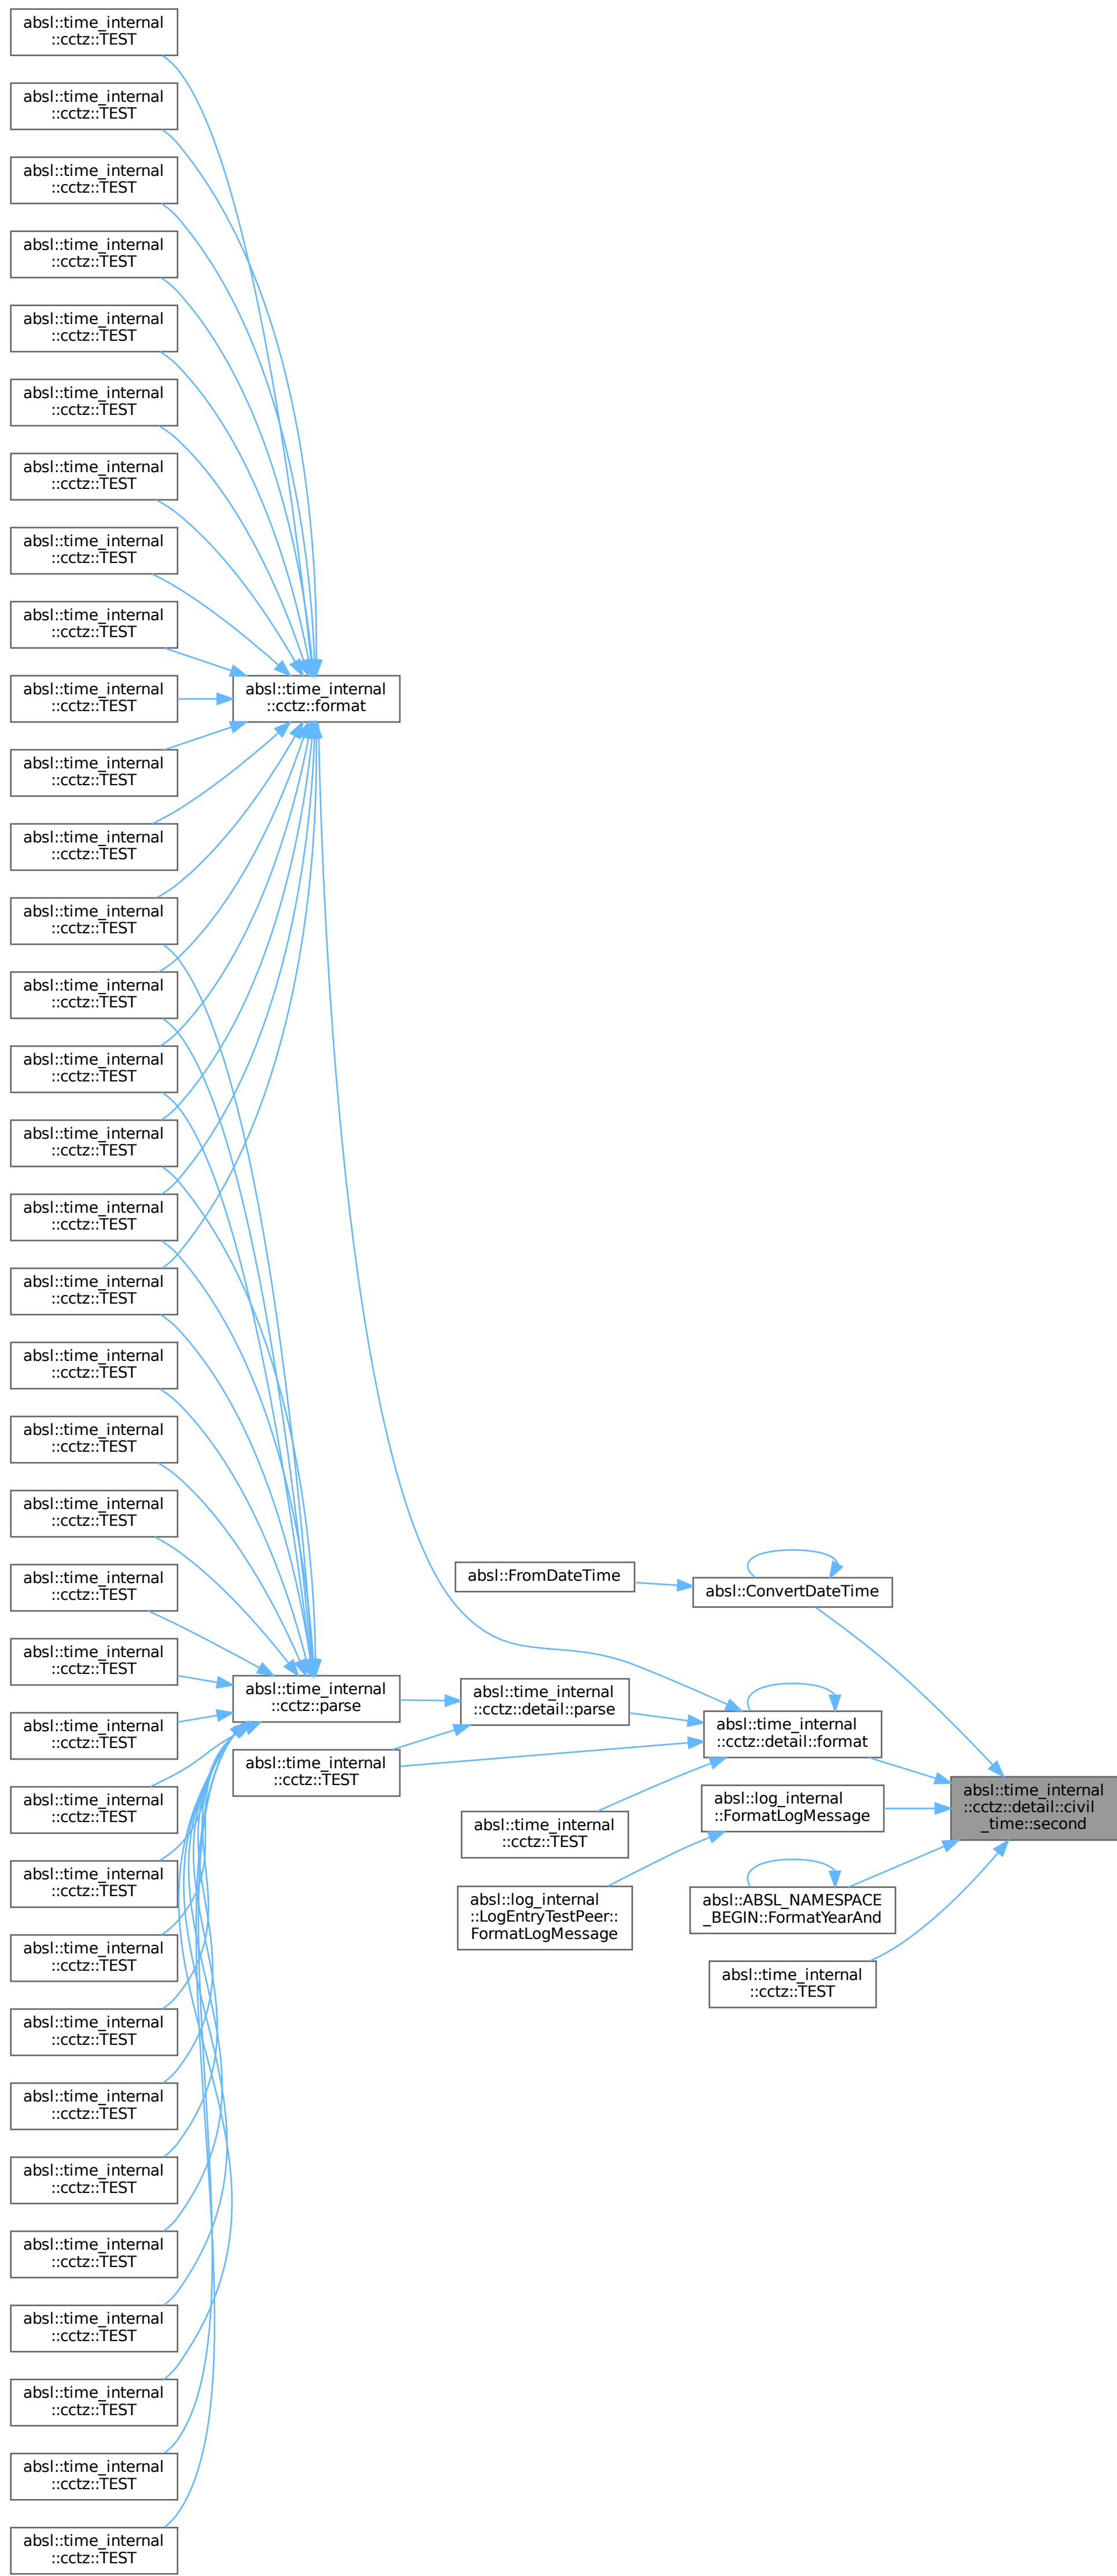 absl::time_internal
::cctz::TEST
absl::time_internal
::cctz::TEST
absl::time_internal
::cctz::TEST
absl::time_internal
::cctz::TEST
absl::time_internal
::cctz::TEST
absl::time_internal
::cctz::TEST
absl::time_internal
::cctz::TEST
absl::time_internal
::cctz::TEST
absl::time_internal
::cctz::TEST
absl::time_internal
::cctz::TEST
absl::time_internal
::cctz::TEST
absl::time_internal
::cctz::TEST
absl::time_internal
::cctz::TEST
absl::time_internal
::cctz::TEST
absl::time_internal
::cctz::TEST
absl::time_internal
::cctz::TEST
absl::time_internal
::cctz::TEST
absl::time_internal
::cctz::TEST
absl::time_internal
::cctz::TEST
absl::time_internal
::cctz::TEST
absl::time_internal
::cctz::TEST
absl::time_internal
::cctz::TEST
absl::time_internal
::cctz::TEST
absl::time_internal
::cctz::TEST
absl::time_internal
::cctz::TEST
absl::time_internal
::cctz::TEST
absl::time_internal
::cctz::TEST
absl::time_internal
::cctz::TEST
absl::time_internal
::cctz::TEST
absl::time_internal
::cctz::TEST
absl::time_internal
::cctz::TEST
absl::time_internal
::cctz::TEST
absl::time_internal
::cctz::TEST
absl::time_internal
::cctz::TEST
absl::time_internal
::cctz::TEST
absl::time_internal
::cctz::format
absl::time_internal
::cctz::parse
absl::time_internal
::cctz::TEST
absl::FromDateTime
absl::time_internal
::cctz::detail::parse
absl::time_internal
::cctz::TEST
absl::log_internal
::LogEntryTestPeer::
FormatLogMessage
absl::ConvertDateTime
absl::time_internal
::cctz::detail::format
absl::log_internal
::FormatLogMessage
absl::ABSL_NAMESPACE
_BEGIN::FormatYearAnd
absl::time_internal
::cctz::TEST
absl::time_internal
::cctz::detail::civil
_time::second